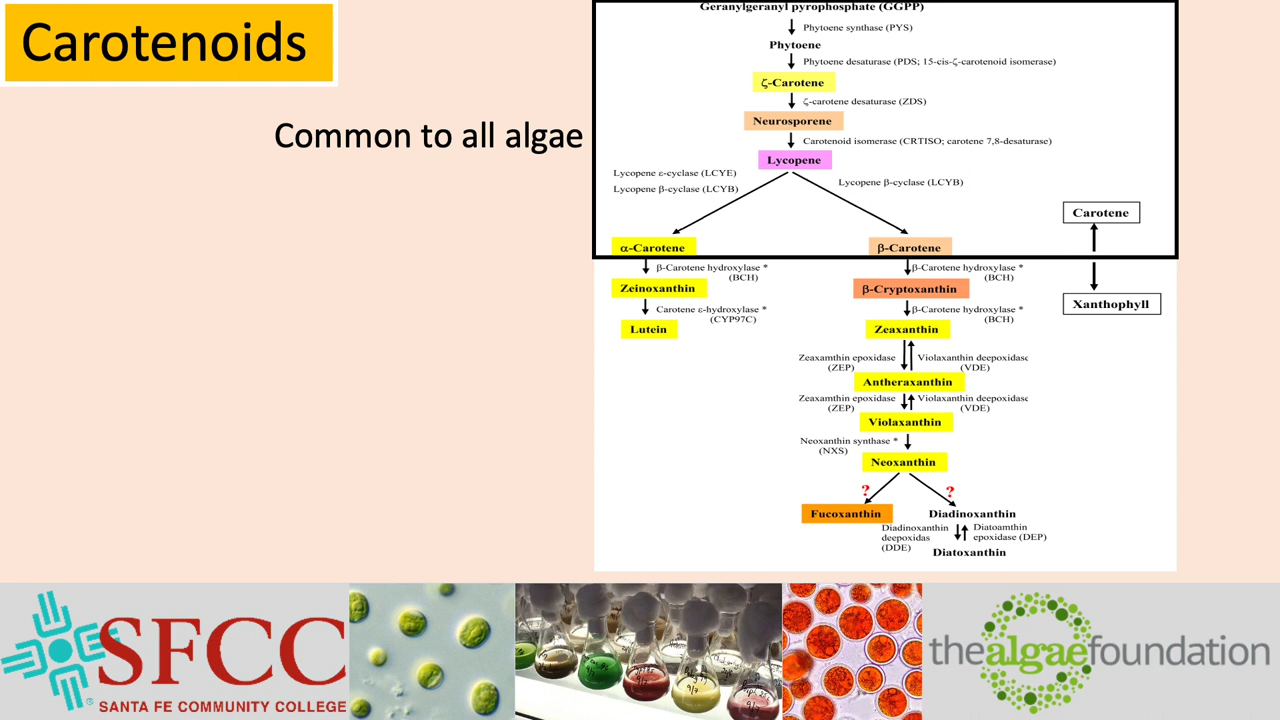 Carotenoids
Common to all algae
Geranylgeranyl pyrophosphate (GGPP)
Phytoene synthase (PYS)
Phytoene
Phytoene desaturase (PDS; 15-cis-ζ-carotenoid isomerase)
ζ-Carotene
ζ-carotene desaturase (ZDS)
Neurosporene
Carotenoid isomerase (CRTISO; carotene 7,8-desaturase)
Lycopene
Lycopene ε-cyclase (LCYE)
Lycopene β-cyclase (LCYB)
Lycopene β-cyclase (LCYB)
Carotene
α-Carotene
β-Carotene
β-Carotene hydroxylase *
(BCH)
β-Carotene hydroxylase *
(BCH)
Zeinoxanthin
β-Cryptoxanthin
Xanthophyll
Carotene ε-hydroxylase *
(CYP97C)
β-Carotene hydroxylase *
(BCH)
Lutein
Zeaxanthin
Zeaxamthin epoxidase
(ZEP)
Violaxanthin deepoxidase
(VDE)
Antheraxanthin
Zeaxamthin epoxidase
(ZEP)
Violaxanthin deepoxidase
(VDE)
Violaxanthin
Neoxanthin synthase *
(NXS)
Neoxanthin
?
?
Fucoxanthin
Diadinoxanthin
Diadinoxanthin
deepoxidas
(DDE)
Diatoamthin
epoxidase (DEP)
Diatoxanthin
SFCC
SANTA FE COMMUNITY COLLEGE
thealgaefoundation